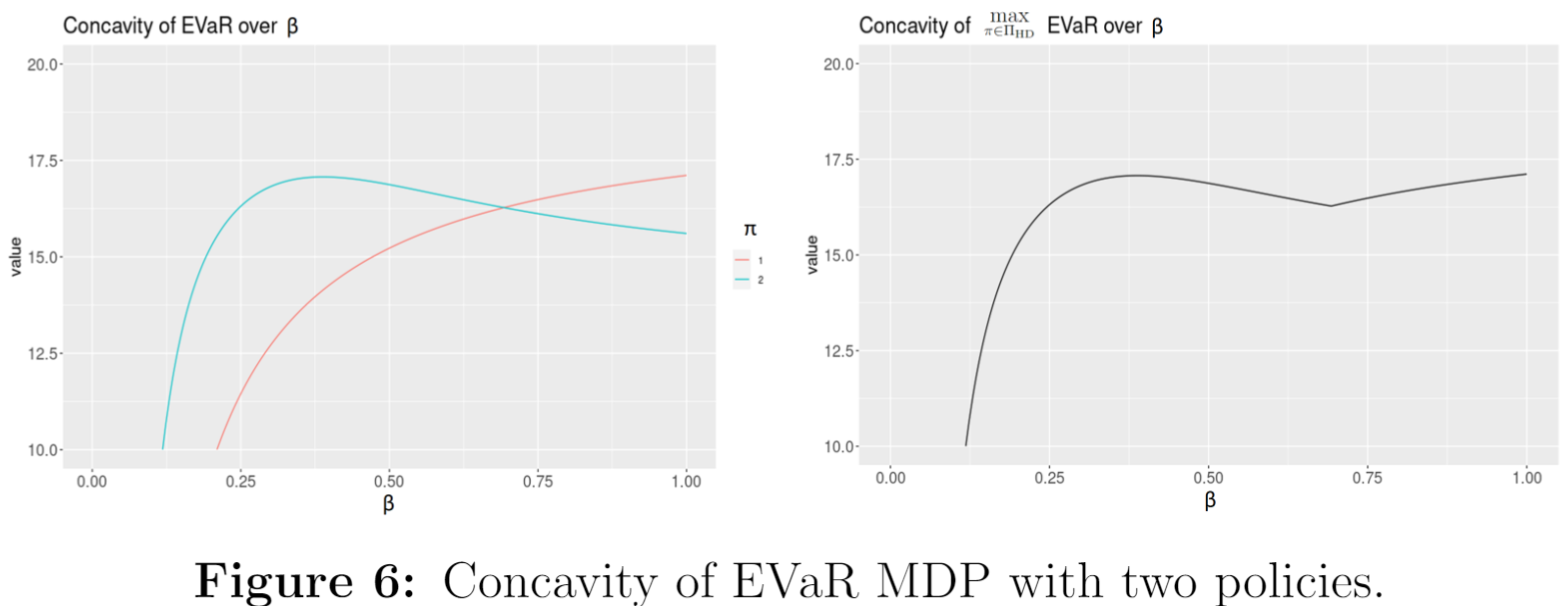 Concavity of EVaR over β
20.0
17.5
15.0
12.5
10.0
value
0.00 0.25 0.50 0.75 1.00
β
π
1
2
Concavity of max π∈Π_HD EVaR over β
20.0
17.5
15.0
12.5
10.0
value
0.00 0.25 0.50 0.75 1.00
β
Figure 6: Concavity of EVaR MDP with two policies.